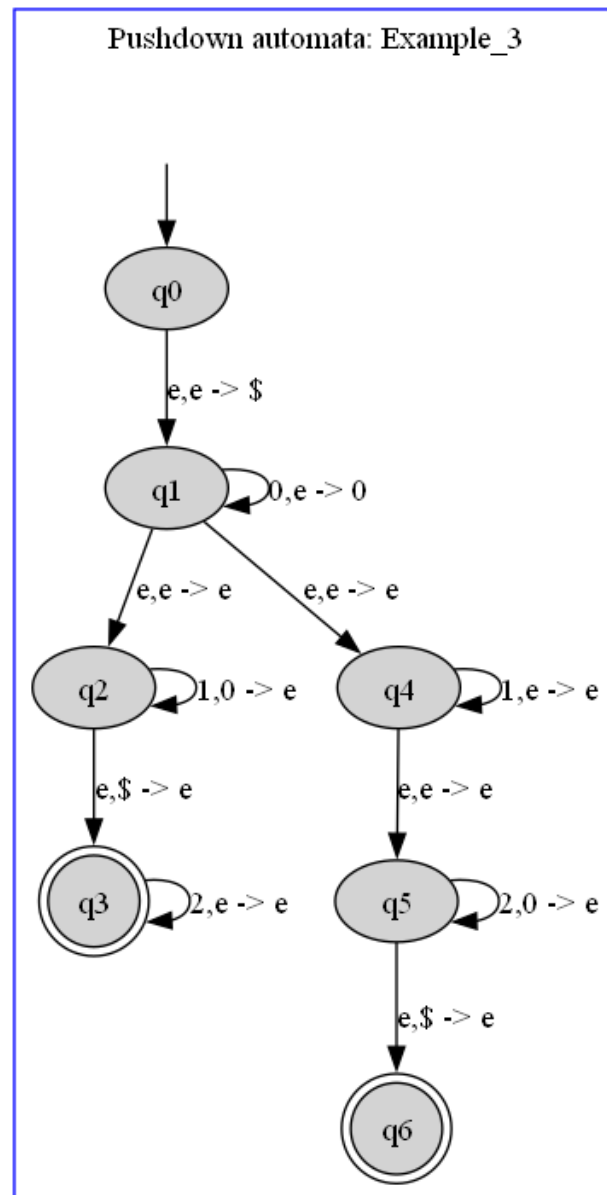 Pushdown automata: Example_3
q0
e,e -> $
q1
0,e -> 0
e,e -> e
e,e -> e
q2
1,0 -> e
q4
1,e -> e
e,$ -> e
e,e -> e
q3
2,e -> e
q5
2,0 -> e
e,$ -> e
q6